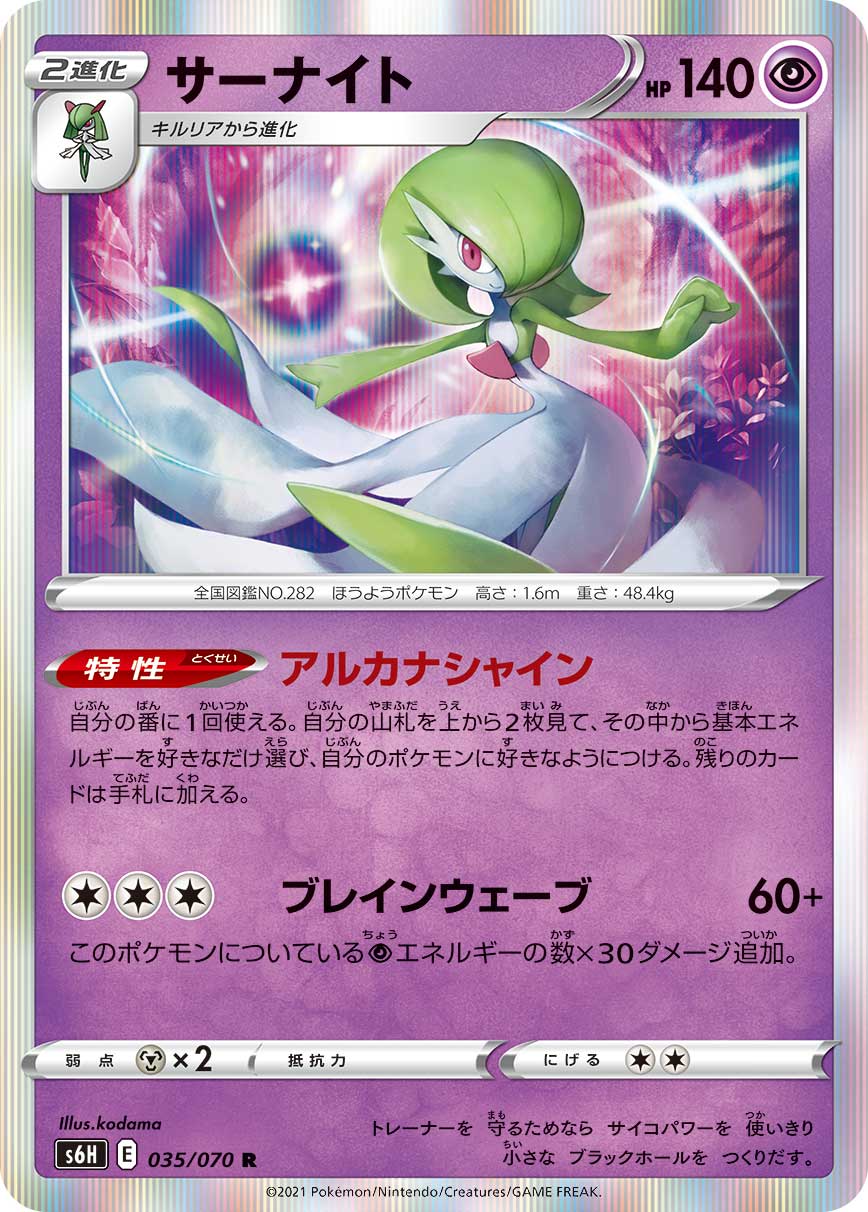 2進化
サーナイト
HP 140
キルリアから進化
全国図鑑NO.282 ほうようポケモン 高さ:1.6m 重さ:48.4kg
特性 とくせい アルカナシャイン
自分の番に1回使える。自分の山札を上から2枚見て、その中から基本エネ
ルギーを好きなだけ選び、自分のポケモンに好きなようにつける。残りのカー
ドは手札に加える。
ブレインウェーブ 60+
このポケモンについている超エネルギーの数×30ダメージ追加。
弱点 ×2 抵抗力 にげる
Illus.kodama
トレーナーを 守るためなら サイコパワーを 使いきり
小さな ブラックホールを つくりだす。
s6H E 035/070 R
©2021 Pokémon/Nintendo/Creatures/GAME FREAK.